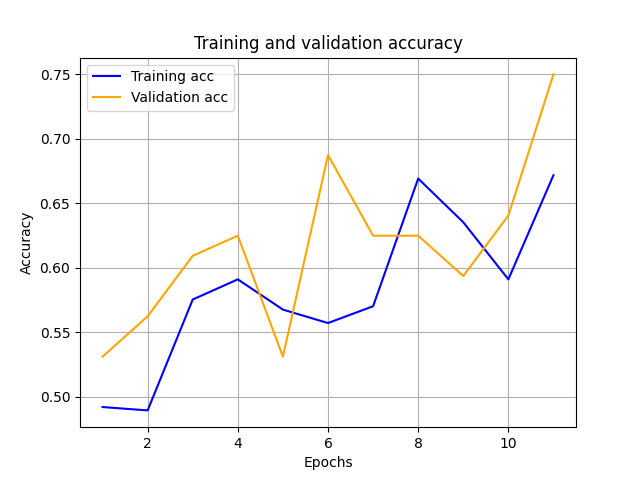 Training and validation accuracy
Training acc
Validation acc
0.75
0.70
0.65
0.60
0.55
0.50
Accuracy
2 4 6 8 10
Epochs